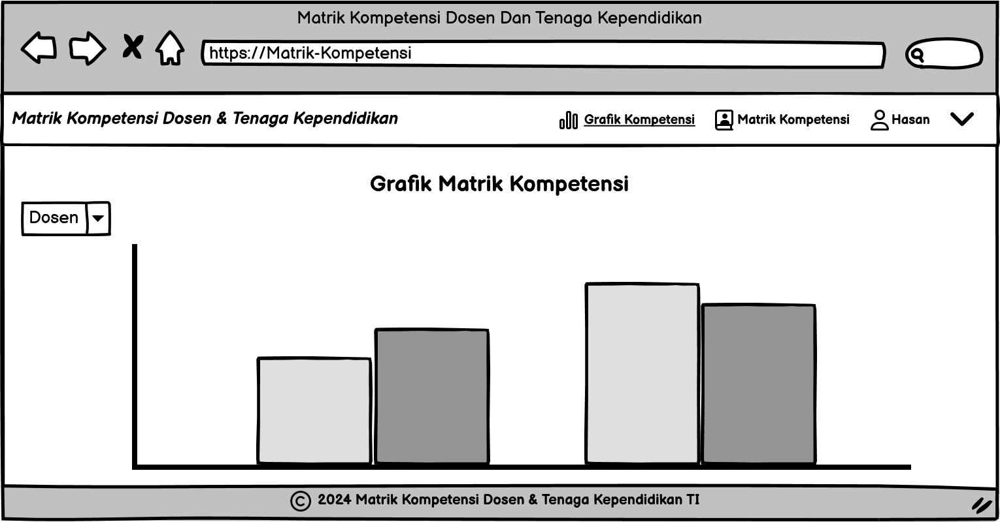 Matrik Kompetensi Dosen Dan Tenaga Kependidikan
https://Matrik-Kompetensi
Matrik Kompetensi Dosen & Tenaga Kependidikan
Grafik Kompetensi
Matrik Kompetensi
Hasan
Grafik Matrik Kompetensi
Dosen
© 2024 Matrik Kompetensi Dosen & Tenaga Kependidikan TI